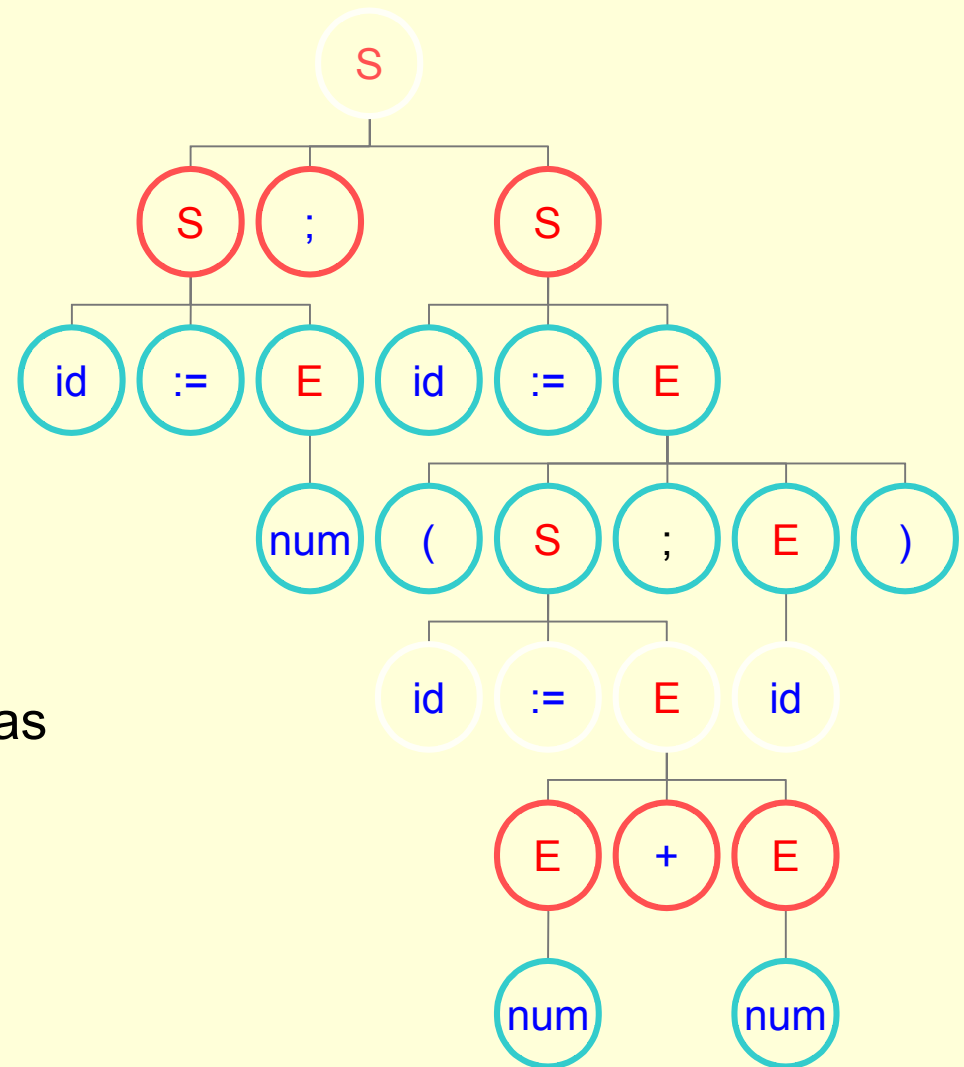 S
S ; S
id := E id := E
num ( S ; E )
id := E id
as
E + E
num num